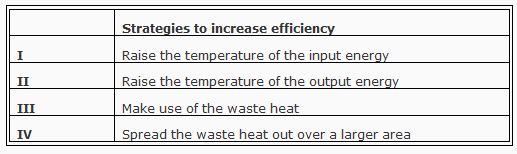 Strategies to increase efficiency
I Raise the temperature of the input energy
II Raise the temperature of the output energy
III Make use of the waste heat
IV Spread the waste heat out over a larger area